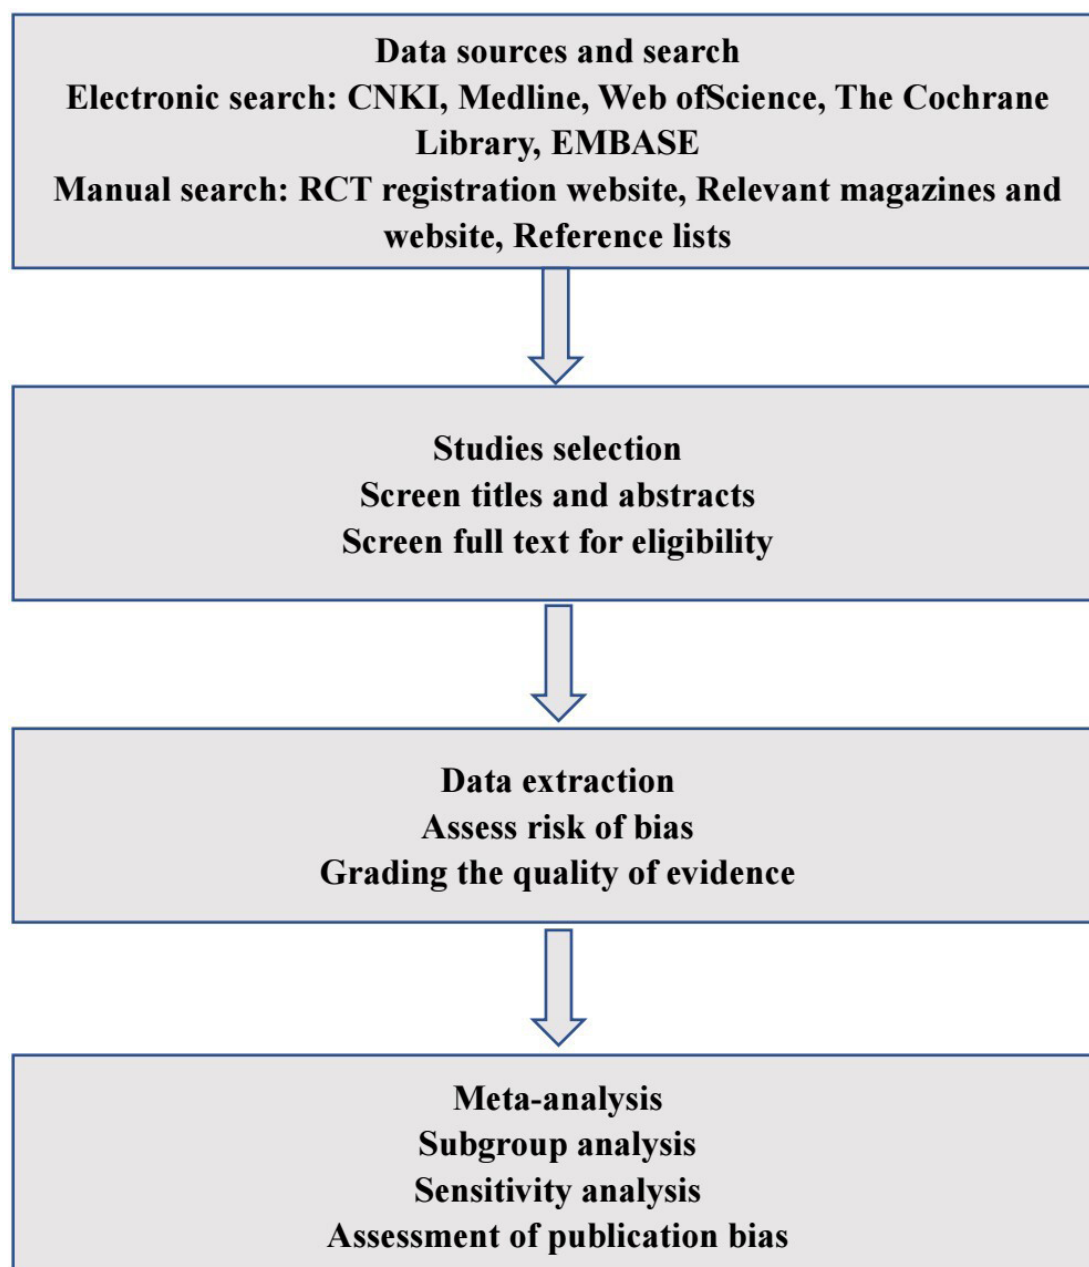 Data sources and search
Electronic search: CNKI, Medline, Web ofScience, The Cochrane
Library, EMBASE
Manual search: RCT registration website, Relevant magazines and
website, Reference lists
Studies selection
Screen titles and abstracts
Screen full text for eligibility
Data extraction
Assess risk of bias
Grading the quality of evidence
Meta-analysis
Subgroup analysis
Sensitivity analysis
Assessment of publication bias